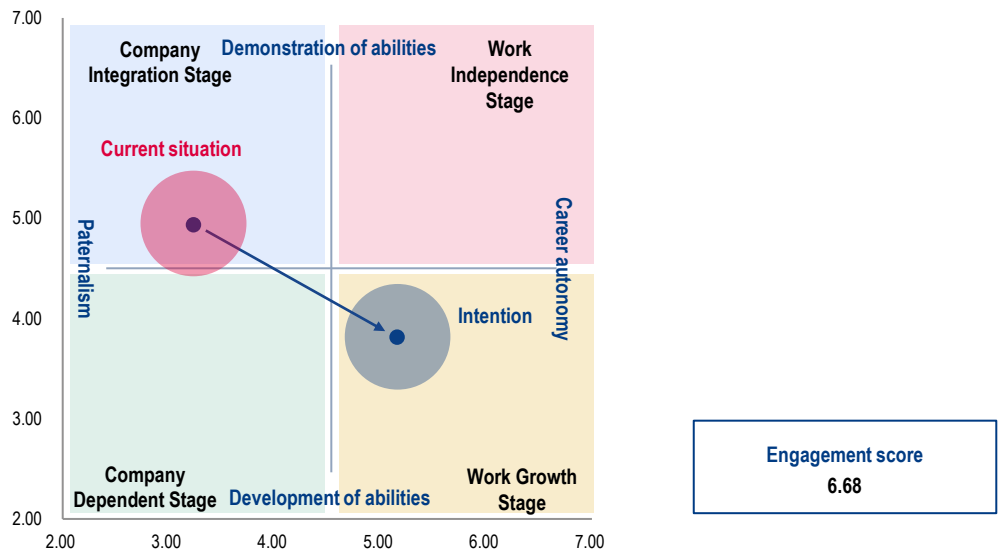 7.00
6.00
5.00
4.00
3.00
2.00
Company
Integration Stage
Demonstration of abilities
Work
Independence
Stage
Current situation
Paternalism
Career autonomy
Intention
Company
Dependent Stage
Development of abilities
Work Growth
Stage
2.00 3.00 4.00 5.00 6.00 7.00
Engagement score
6.68